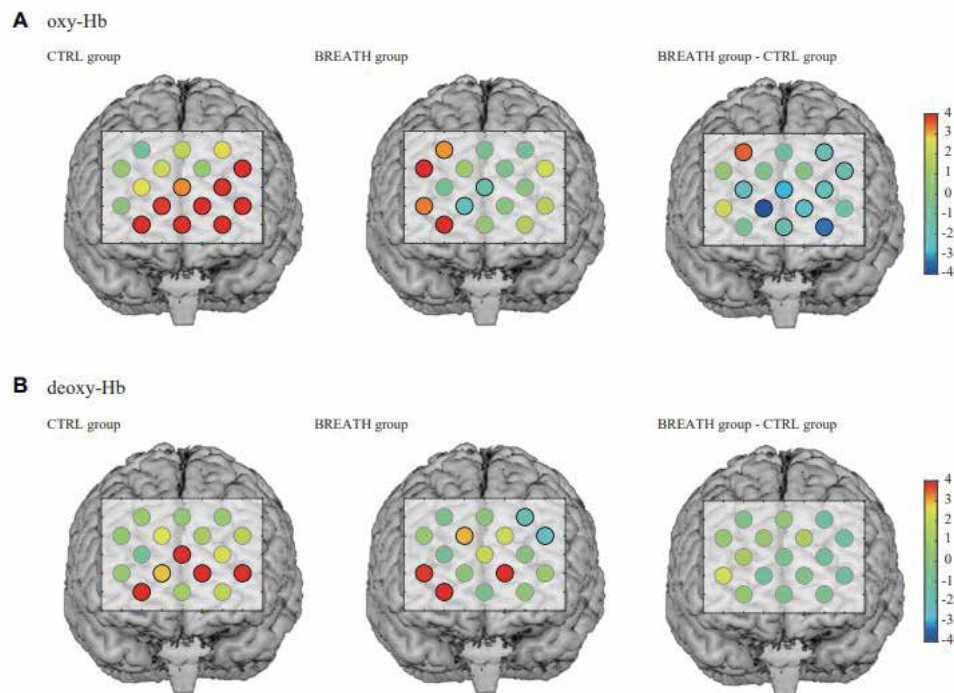 A oxy-Hb
CTRL group
BREATH group
BREATH group - CTRL group
4
3
2
1
0
-1
-2
-3
-4
B deoxy-Hb
CTRL group
BREATH group
BREATH group - CTRL group
4
3
2
1
0
-1
-2
-3
-4